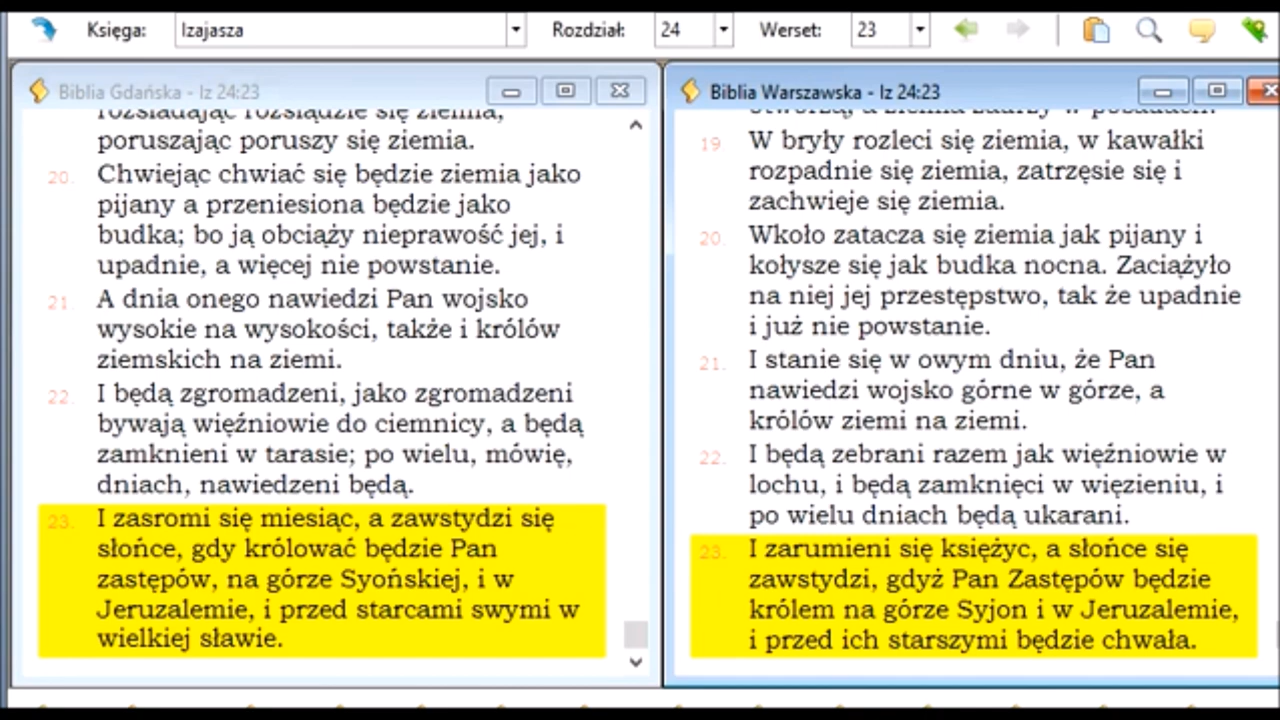 Księga: Izajasza Rozdział: 24 Werset: 23
Biblia Gdańska - Iz 24:23
rozsiadając rozsiądzie się ziemia,
poruszając poruszy się ziemia.
20. Chwiejąc chwiać się będzie ziemia jako
pijany a przeniesiona będzie jako
budka; bo ją obciąży nieprawość jej, i
upadnie, a więcej nie powstanie.
21. A dnia onego nawiedzi Pan wojsko
wysokie na wysokości, także i królów
ziemskich na ziemi.
22. I będą zgromadzeni, jako zgromadzeni
bywają więźniowie do ciemnicy, a będą
zamknieni w tarasie; po wielu, mówię,
dniach, nawiedzeni będą.
23. I zasromi się miesiąc, a zawstydzi się
słońce, gdy królować będzie Pan
zastępów, na górze Syońskiej, i w
Jeruzalemie, i przed starcami swymi w
wielkiej sławie.
Biblia Warszawska - Iz 24:23
19. W bryły rozleci się ziemia, w kawałki
rozpadnie się ziemia, zatrzęsie się i
zachwieje się ziemia.
20. Wkoło zatacza się ziemia jak pijany i
kołysze się jak budka nocna. Zaciążyło
na niej jej przestępstwo, tak że upadnie
i już nie powstanie.
21. I stanie się w owym dniu, że Pan
nawiedzi wojsko górne w górze, a
królów ziemi na ziemi.
22. I będą zebrani razem jak więźniowie w
lochu, i będą zamknięci w więzieniu, i
po wielu dniach będą ukarani.
23. I zarumieni się księżyc, a słońce się
zawstydzi, gdyż Pan Zastępów będzie
królem na górze Syjon i w Jeruzalemie,
i przed ich starszymi będzie chwała.